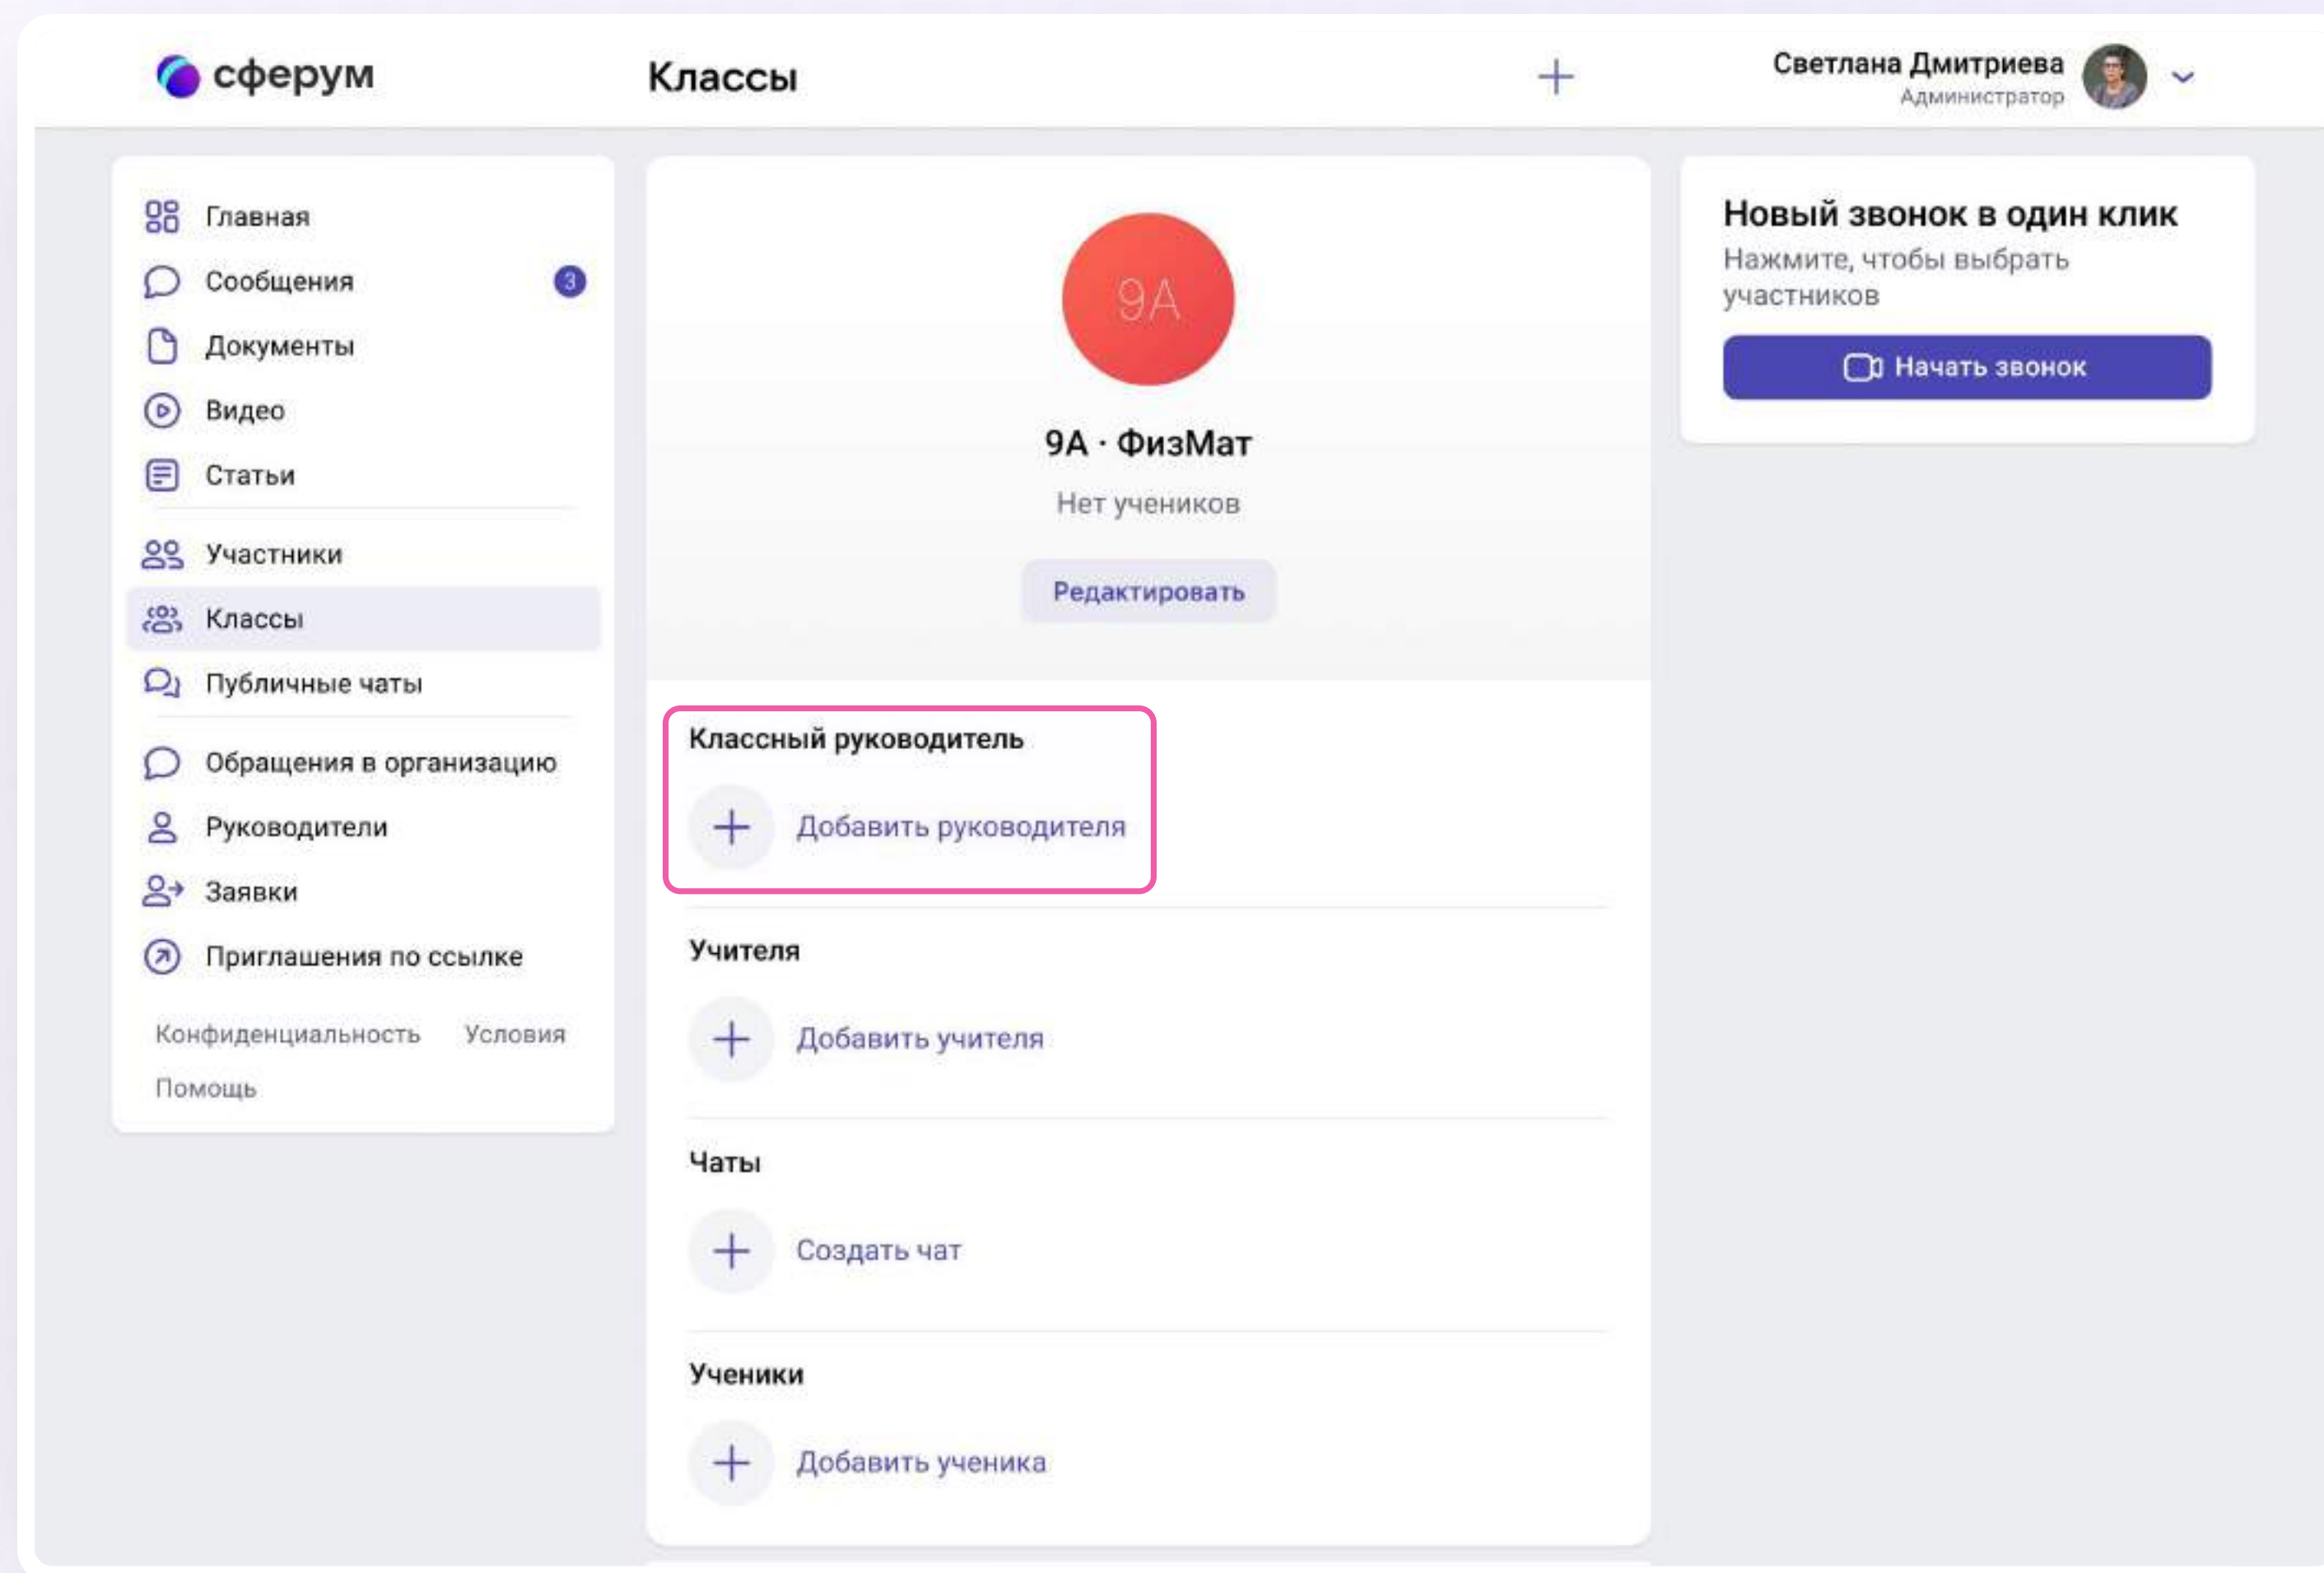 сферум
Классы
Светлана Дмитриева
Администратор
Главная
Сообщения
3
Документы
Видео
Статьи
Участники
Классы
Публичные чаты
Обращения в организацию
Руководители
Заявки
Приглашения по ссылке
Конфиденциальность Условия
Помощь
9А
9А · ФизМат
Нет учеников
Редактировать
Классный руководитель
Добавить руководителя
Учителя
Добавить учителя
Чаты
Создать чат
Ученики
Добавить ученика
Новый звонок в один клик
Нажмите, чтобы выбрать
участников
Начать звонок